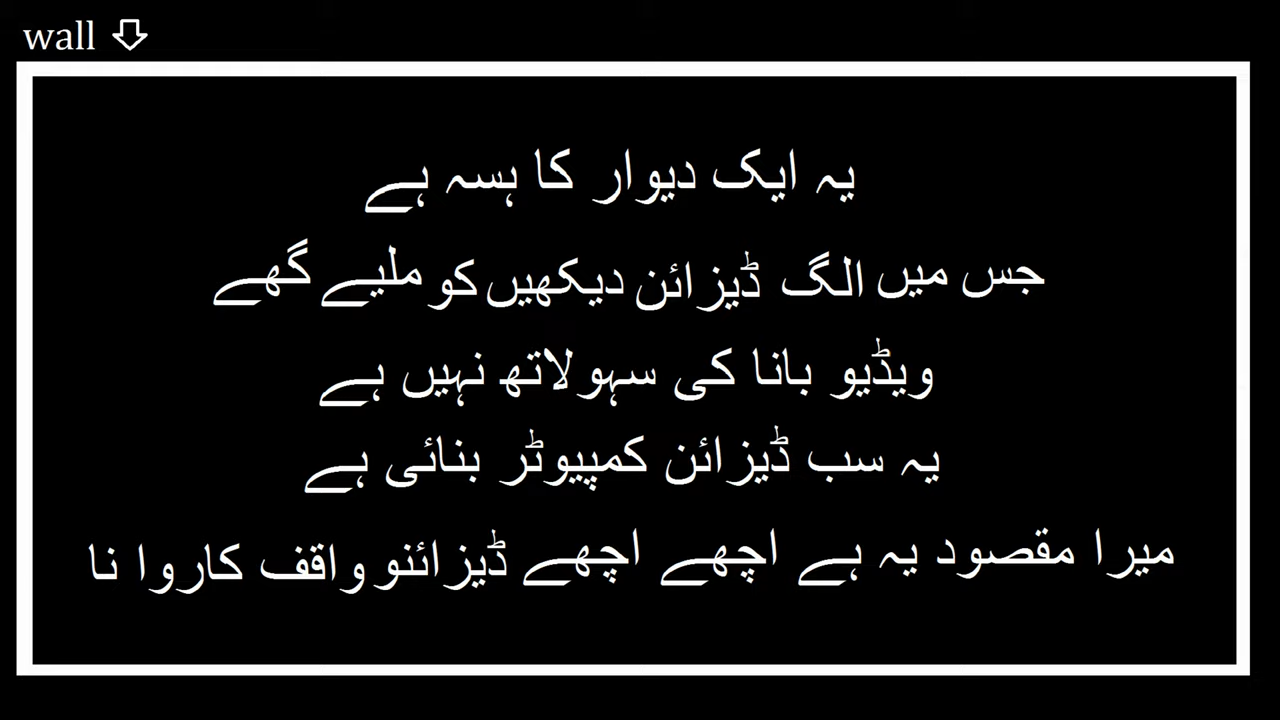 wall
یہ ایک دیوار کا ہسہ ہے
جس میں الگ ڈیزائن دیکھیں کو ملیے گھے
ویڈیو بانا کی سہولاتھ نہیں ہے
یہ سب ڈیزائن کمپیوٹر بنائی ہے
میرا مقصود یہ ہے اچھے اچھے ڈیزائنو واقف کاروا نا